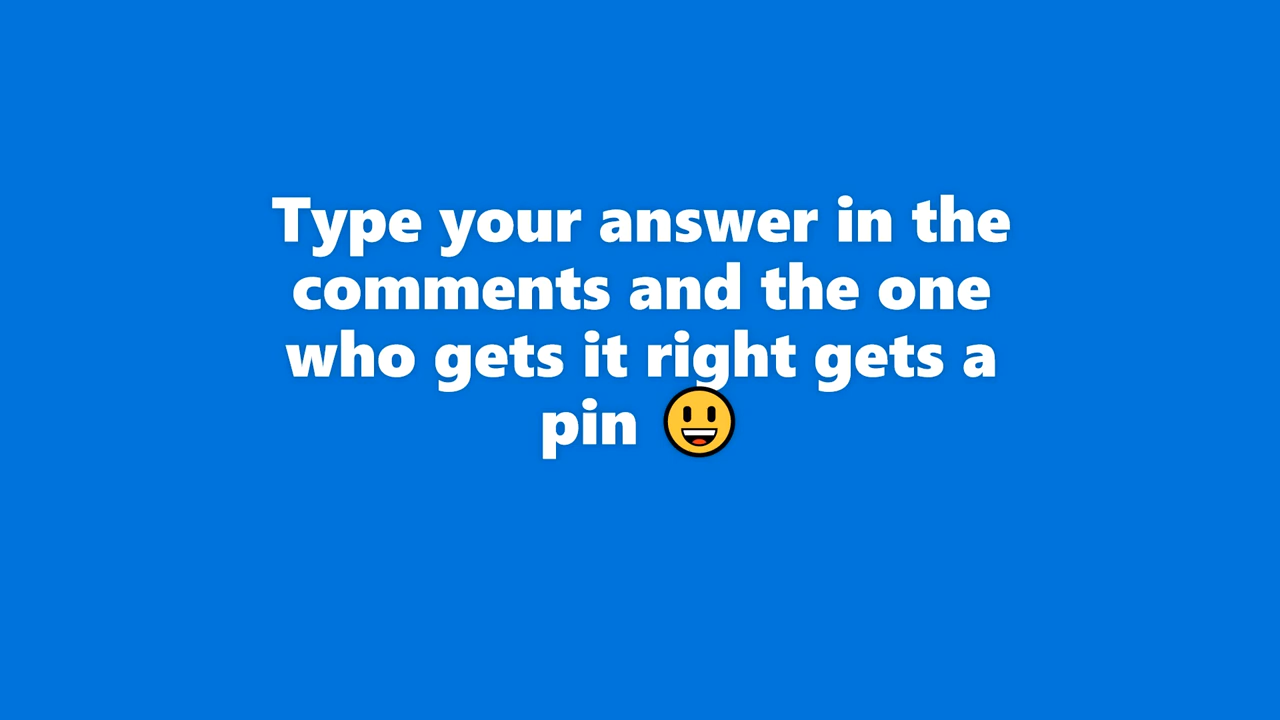 Type your answer in the
comments and the one
who gets it right gets a
pin 😃